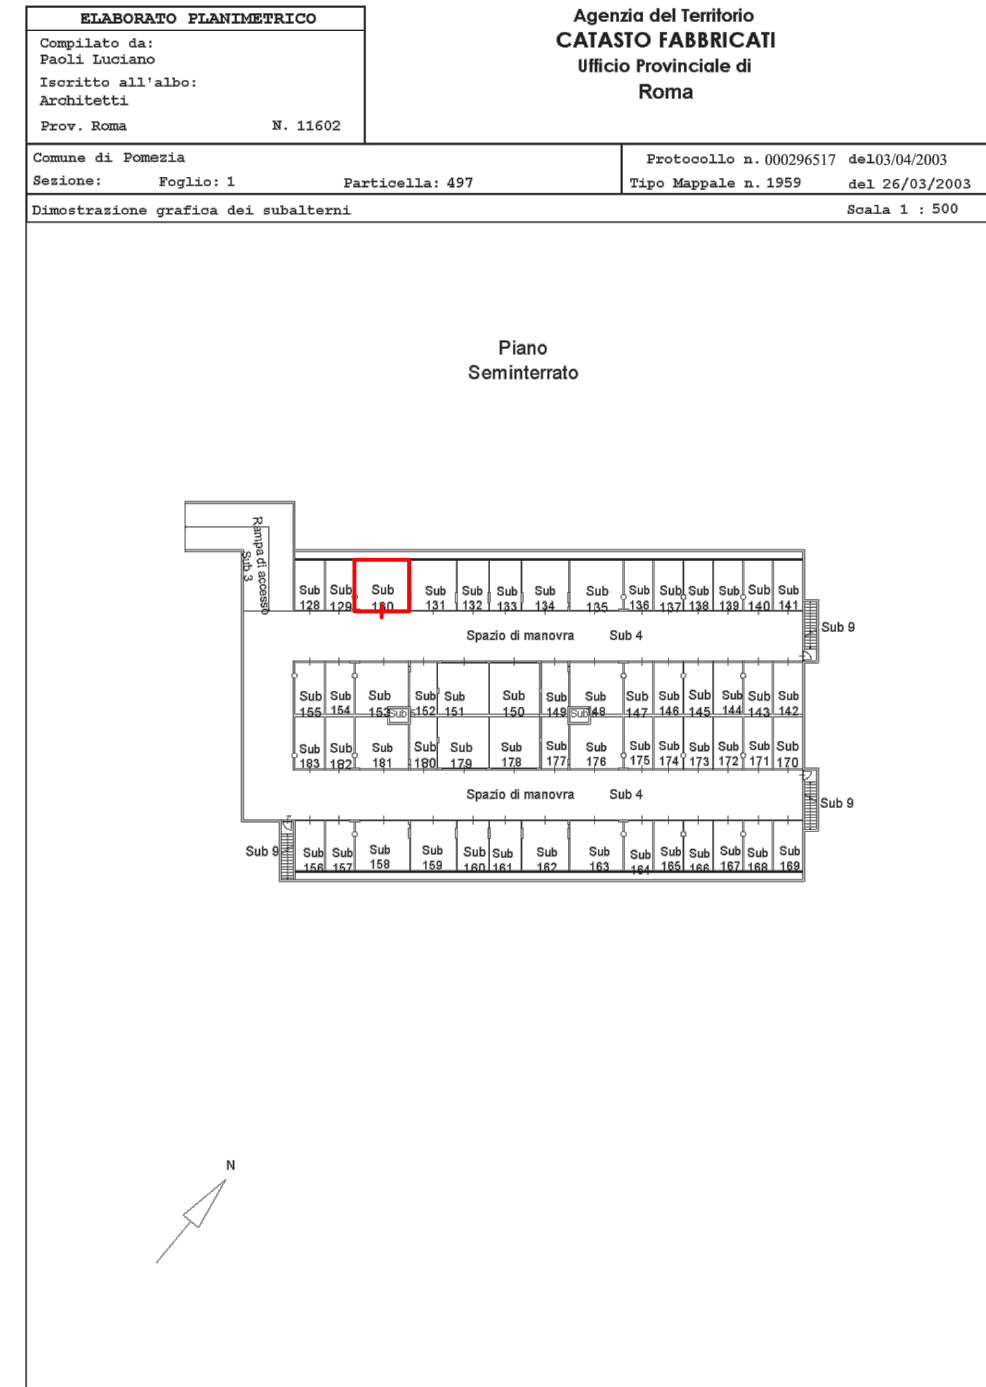 ELABORATO PLANIMETRICO
Compilato da:
Paoli Luciano
Iscritto all'albo:
Architetti
Prov. Roma N. 11602
Agenzia del Territorio
CATASTO FABBRICATI
Ufficio Provinciale di
Roma
Comune di Pomezia
Sezione: Foglio: 1 Particella: 497
Protocollo n. 000296517 del 03/04/2003
Tipo Mappale n. 1959 del 26/03/2003
Dimostrazione grafica dei subalterni Scala 1 : 500
Piano
Seminterrato
Rampa di accesso
Sub 3
Sub Sub Sub Sub Sub Sub Sub Sub Sub Sub Sub Sub Sub Sub
128 129 130 131 132 133 134 135 136 137 138 139 140 141
Spazio di manovra Sub 4
Sub 9
Sub Sub Sub Sub Sub Sub Sub Sub Sub Sub Sub Sub Sub Sub
155 154 153 152 151 150 149 148 147 146 145 144 143 142
Sub Sub
Sub Sub Sub Sub Sub Sub Sub Sub Sub Sub Sub Sub Sub Sub
183 182 181 180 179 178 177 176 175 174 173 172 171 170
Spazio di manovra Sub 4
Sub 9
Sub 9
Sub Sub Sub Sub Sub Sub Sub Sub Sub Sub Sub Sub Sub Sub
156 157 158 159 160 161 162 163 164 165 166 167 168 169
N